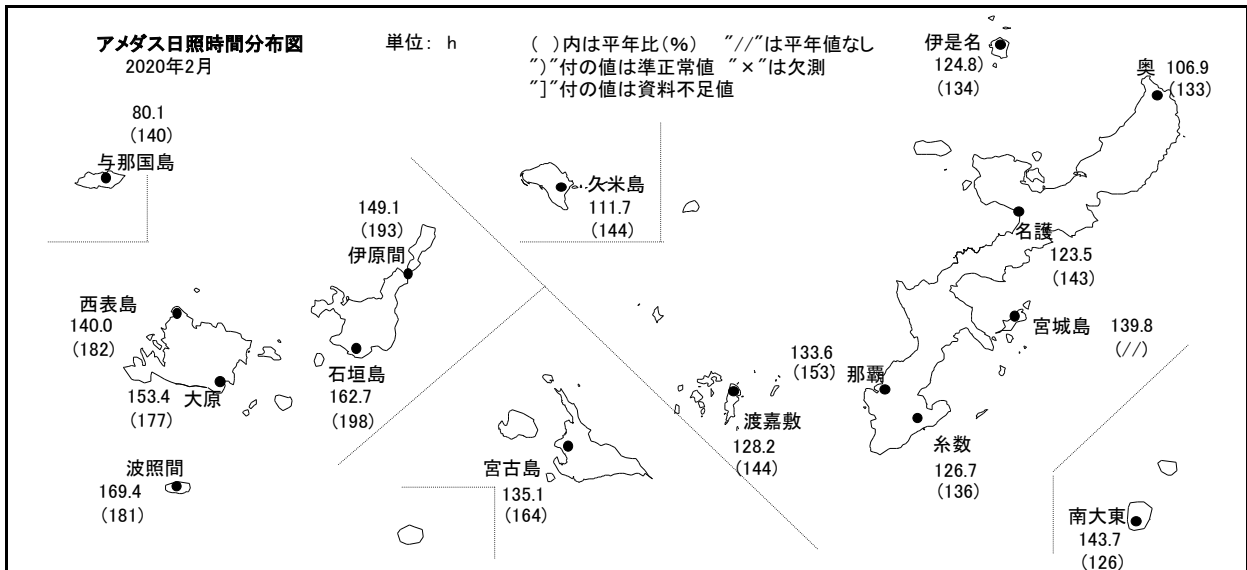 アメダス日照時間分布図
2020年2月
単位: h
( )内は平年比(%) "//"は平年値なし
")"付の値は準正常値 "×"は欠測
"]"付の値は資料不足値
伊是名
124.8)
(134)
奥 106.9
(133)
80.1
(140)
与那国島
久米島
111.7
(144)
名護
123.5
(143)
149.1
(193)
伊原間
西表島
140.0
(182)
宮城島 139.8
(//)
石垣島
162.7
(198)
大原
153.4
(177)
133.6
(153)
那覇
渡嘉敷
128.2
(144)
糸数
126.7
(136)
波照間
169.4
(181)
宮古島
135.1
(164)
南大東
143.7
(126)